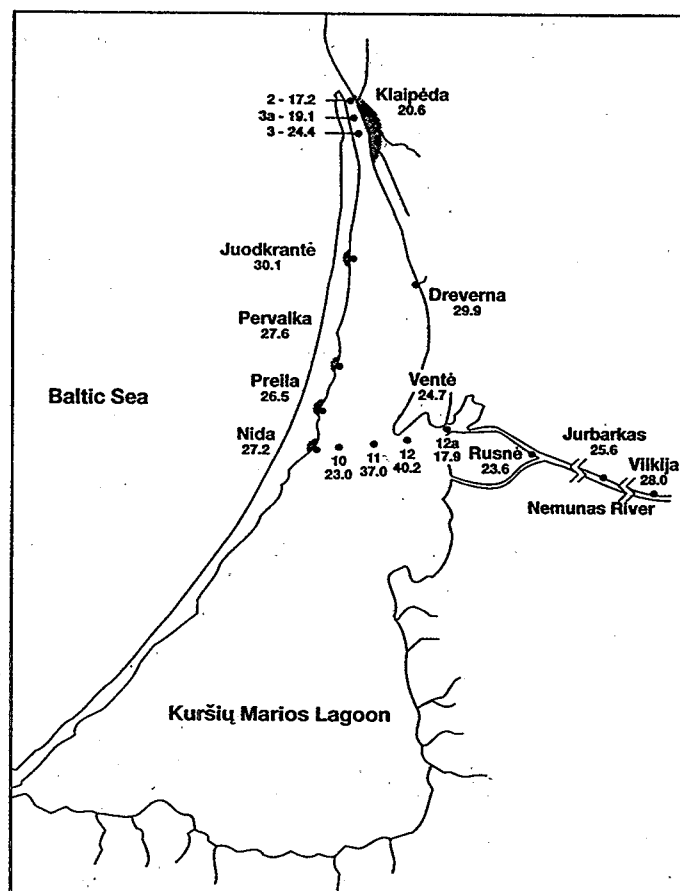 Klaipėda
20.6
2 - 17.2
3a - 19.1
3 - 24.4
Juodkrantė
30.1
Dreverna
29.9
Pervalka
27.6
Baltic Sea
Preila
26.5
Ventė
24.7
Nida
27.2
10
23.0
11
37.0
12
40.2
12a
17.9
Rusnė
23.6
Jurbarkas
25.6
Vilkija
28.0
Nemunas River
Kuršių Marios Lagoon